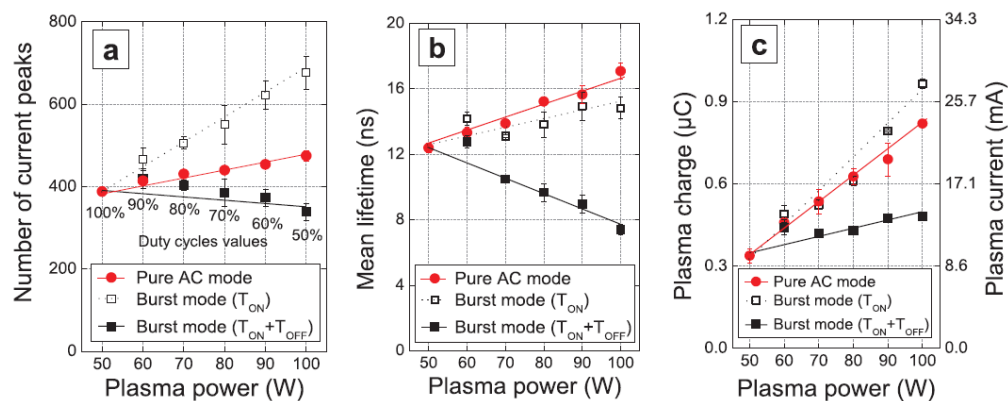 a
Number of current peaks
800
600
400
200
0
100%
90%
80%
70%
60%
50%
Duty cycles values
Pure AC mode
Burst mode (TON)
Burst mode (TON+TOFF)
50 60 70 80 90 100
Plasma power (W)
b
Mean lifetime (ns)
20
16
12
8
4
0
Pure AC mode
Burst mode (TON)
Burst mode (TON+TOFF)
50 60 70 80 90 100
Plasma power (W)
c
Plasma charge (μC)
1.2
0.9
0.6
0.3
0.0
Pure AC mode
Burst mode (TON)
Burst mode (TON+TOFF)
50 60 70 80 90 100
Plasma power (W)
34.3
25.7
17.1
8.6
0.0
Plasma current (mA)